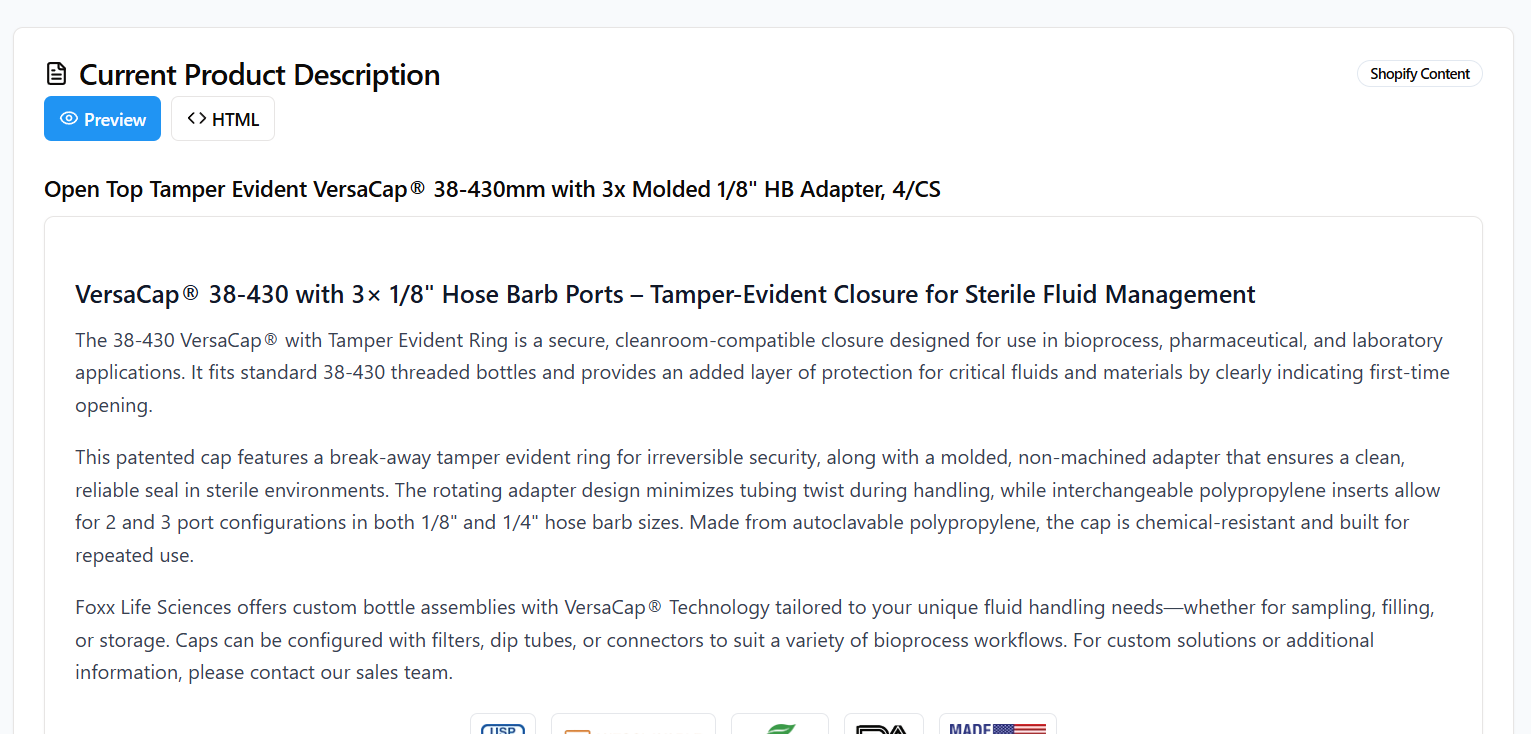 Current Product Description
Shopify Content
Preview
<> HTML
Open Top Tamper Evident VersaCap® 38-430mm with 3x Molded 1/8" HB Adapter, 4/CS
VersaCap® 38-430 with 3× 1/8" Hose Barb Ports – Tamper-Evident Closure for Sterile Fluid Management
The 38-430 VersaCap® with Tamper Evident Ring is a secure, cleanroom-compatible closure designed for use in bioprocess, pharmaceutical, and laboratory
applications. It fits standard 38-430 threaded bottles and provides an added layer of protection for critical fluids and materials by clearly indicating first-time
opening.
This patented cap features a break-away tamper evident ring for irreversible security, along with a molded, non-machined adapter that ensures a clean,
reliable seal in sterile environments. The rotating adapter design minimizes tubing twist during handling, while interchangeable polypropylene inserts allow
for 2 and 3 port configurations in both 1/8" and 1/4" hose barb sizes. Made from autoclavable polypropylene, the cap is chemical-resistant and built for
repeated use.
Foxx Life Sciences offers custom bottle assemblies with VersaCap® Technology tailored to your unique fluid handling needs—whether for sampling, filling,
or storage. Caps can be configured with filters, dip tubes, or connectors to suit a variety of bioprocess workflows. For custom solutions or additional
information, please contact our sales team.
USP
MADE